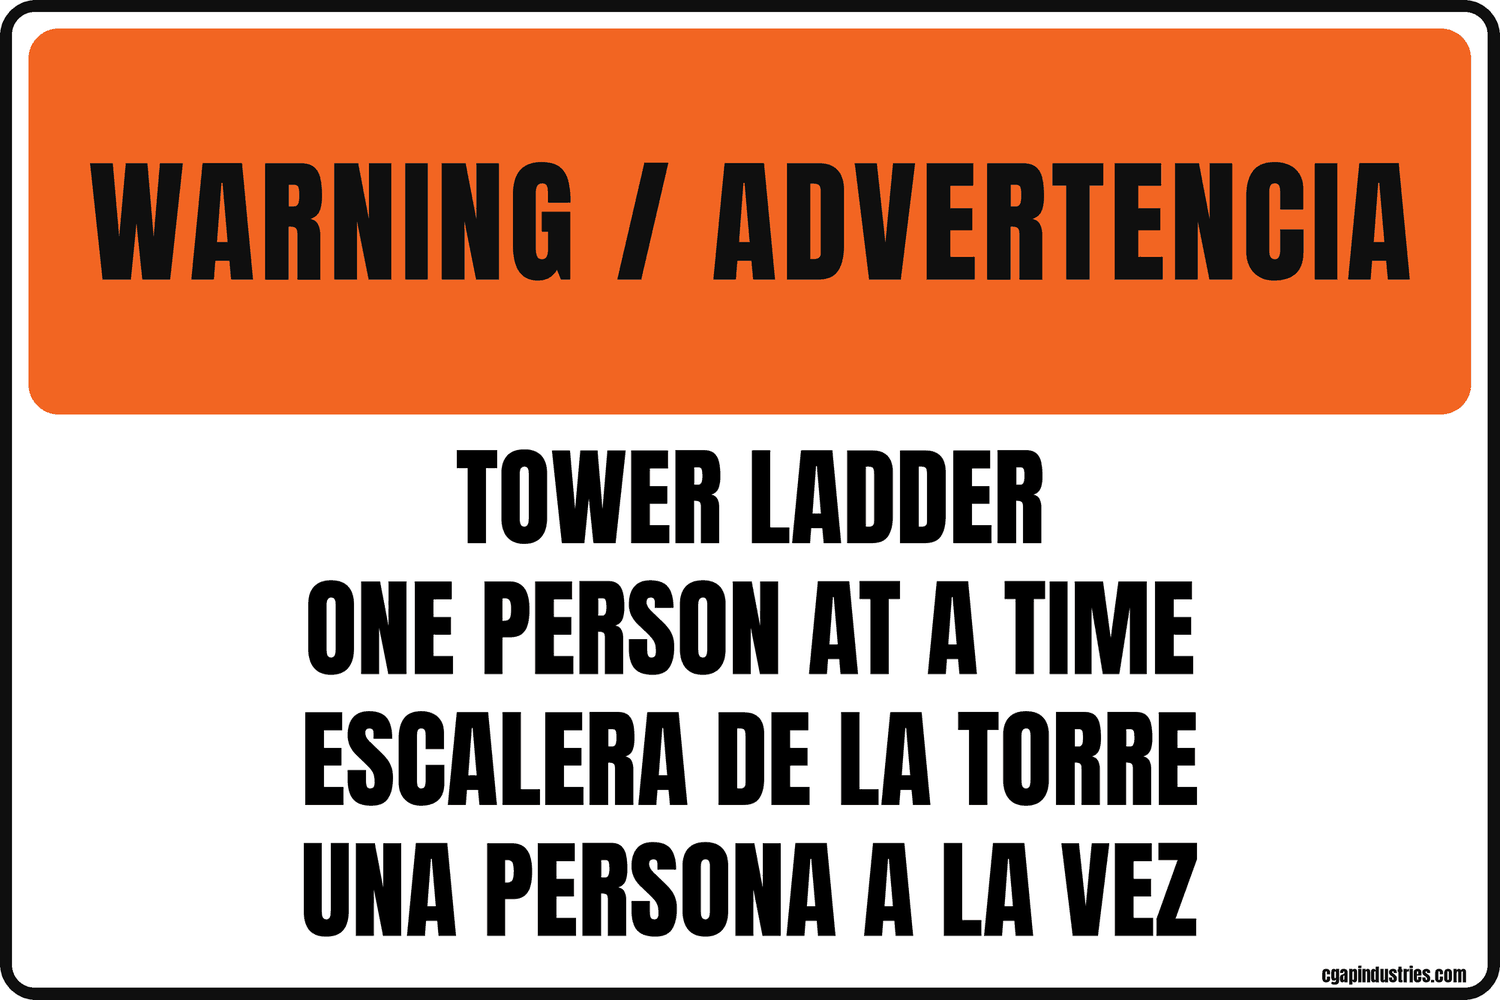 WARNING / ADVERTENCIA
TOWER LADDER
ONE PERSON AT A TIME
ESCALERA DE LA TORRE
UNA PERSONA A LA VEZ
cgapindustries.com